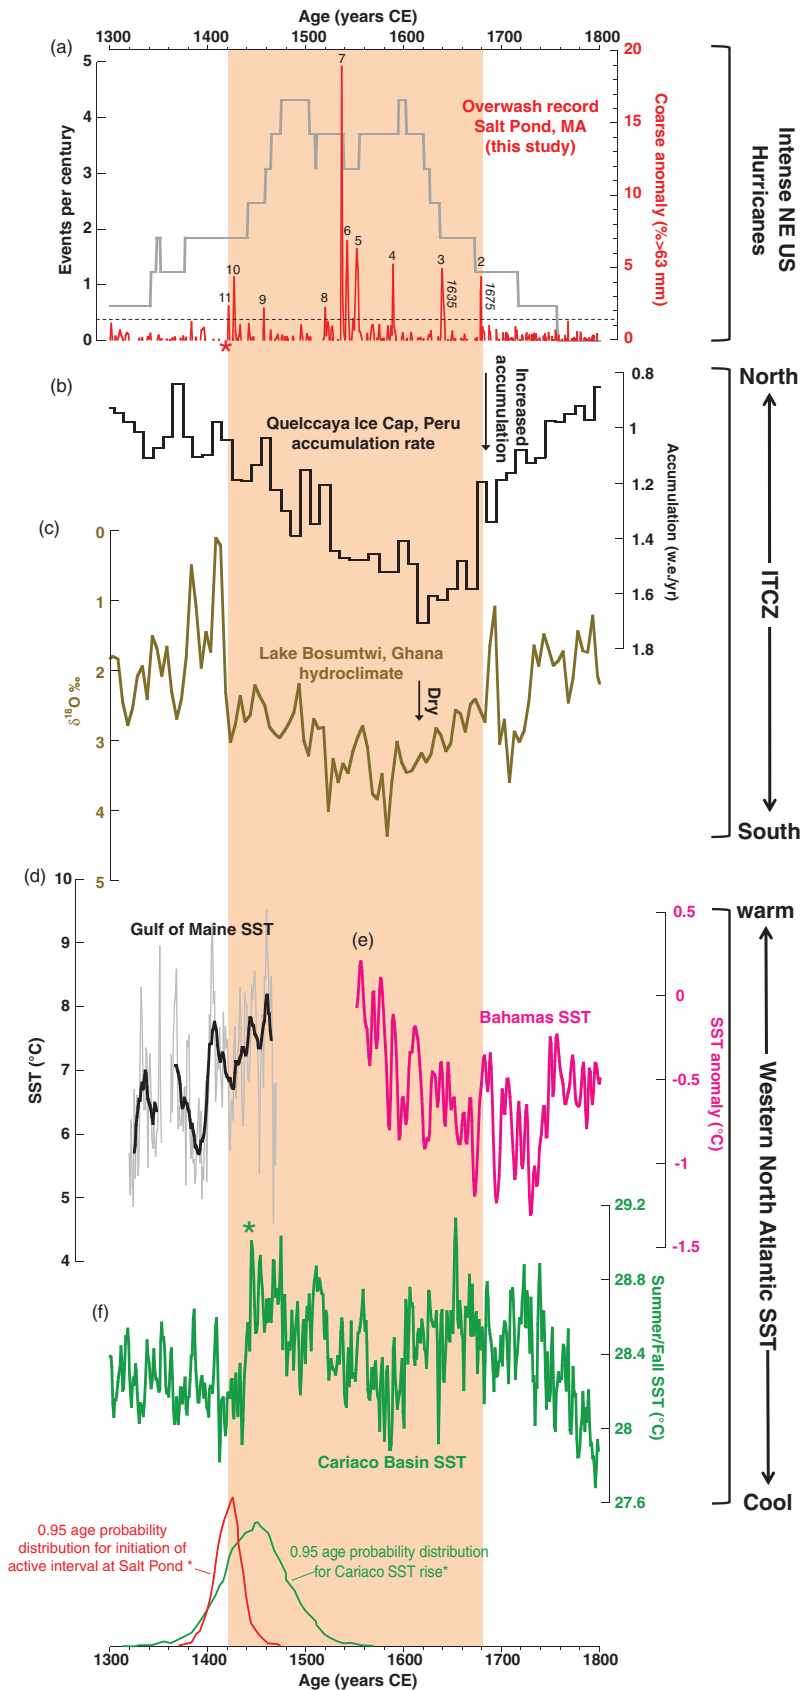 Age (years CE)
1300 1400 1500 1600 1700 1800
(a)
5
4
3
2
1
0
Events per century
20
15
10
5
0
Coarse anomaly (%>63 mm)
Overwash record
Salt Pond, MA
(this study)
7
6
5
4
3
2
8
9
10
11
1635
1675
*
Intense NE US
Hurricanes
(b)
Quelccaya Ice Cap, Peru
accumulation rate
Increased
accumulation
0.8
1
1.2
1.4
1.6
1.8
Accumulation (w.e./yr)
North
ITCZ
South
(c)
0
1
2
3
4
5
δ18O ‰
Lake Bosumtwi, Ghana
hydroclimate
Dry
(d)
10
9
8
7
6
5
4
SST (°C)
Gulf of Maine SST
(e)
Bahamas SST
0.5
0
-0.5
-1
-1.5
SST anomaly (°C)
warm
Western North Atlantic SST
Cool
(f)
*
29.2
28.8
28.4
28
27.6
Summer/Fall SST (°C)
Cariaco Basin SST
0.95 age probability
distribution for initiation of
active interval at Salt Pond *
0.95 age probability distribution
for Cariaco SST rise*
1300 1400 1500 1600 1700 1800
Age (years CE)